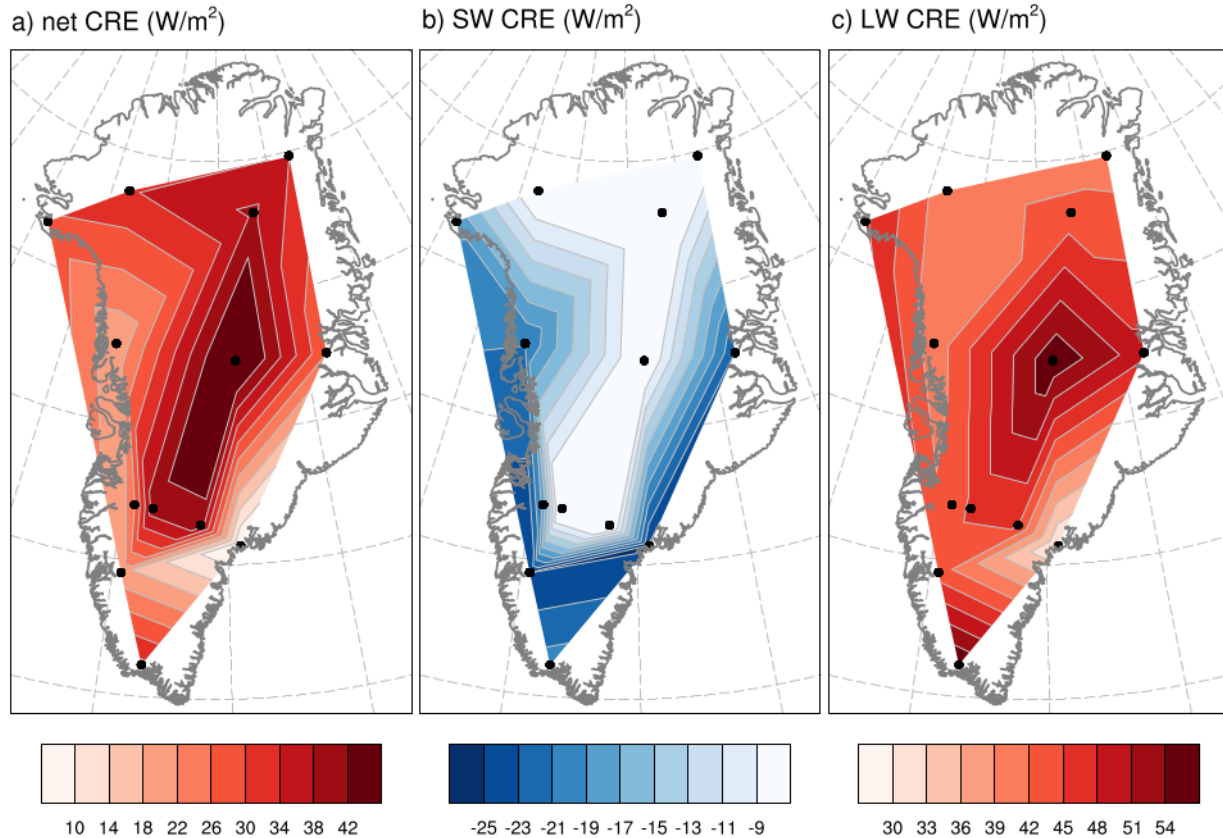 a) net CRE (W/m²)
b) SW CRE (W/m²)
c) LW CRE (W/m²)
10 14 18 22 26 30 34 38 42
-25 -23 -21 -19 -17 -15 -13 -11 -9
30 33 36 39 42 45 48 51 54